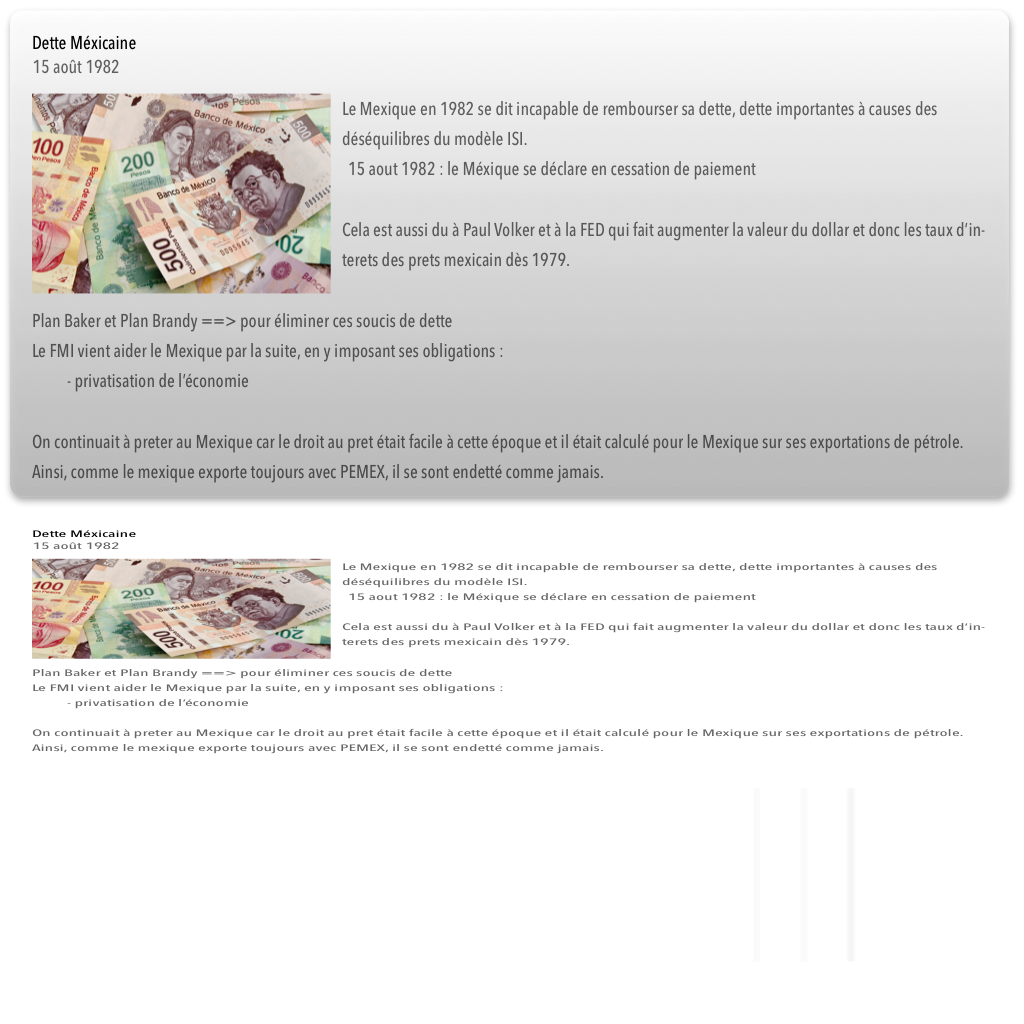 Dette Méxicaine
15 août 1982
Le Mexique en 1982 se dit incapable de rembourser sa dette, dette importantes à causes des
déséquilibres du modèle ISI.
15 aout 1982 : le Méxique se déclare en cessation de paiement
Cela est aussi du à Paul Volker et à la FED qui fait augmenter la valeur du dollar et donc les taux d’in-
terets des prets mexicain dès 1979.
Plan Baker et Plan Brandy ==> pour éliminer ces soucis de dette
Le FMI vient aider le Mexique par la suite, en y imposant ses obligations :
- privatisation de l’économie
On continuait à preter au Mexique car le droit au pret était facile à cette époque et il était calculé pour le Mexique sur ses exportations de pétrole.
Ainsi, comme le mexique exporte toujours avec PEMEX, il se sont endetté comme jamais.
Dette Méxicaine
15 août 1982
Le Mexique en 1982 se dit incapable de rembourser sa dette, dette importantes à causes des
déséquilibres du modèle ISI.
15 aout 1982 : le Méxique se déclare en cessation de paiement
Cela est aussi du à Paul Volker et à la FED qui fait augmenter la valeur du dollar et donc les taux d’in-
terets des prets mexicain dès 1979.
Plan Baker et Plan Brandy ==> pour éliminer ces soucis de dette
Le FMI vient aider le Mexique par la suite, en y imposant ses obligations :
- privatisation de l’économie
On continuait à preter au Mexique car le droit au pret était facile à cette époque et il était calculé pour le Mexique sur ses exportations de pétrole.
Ainsi, comme le mexique exporte toujours avec PEMEX, il se sont endetté comme jamais.